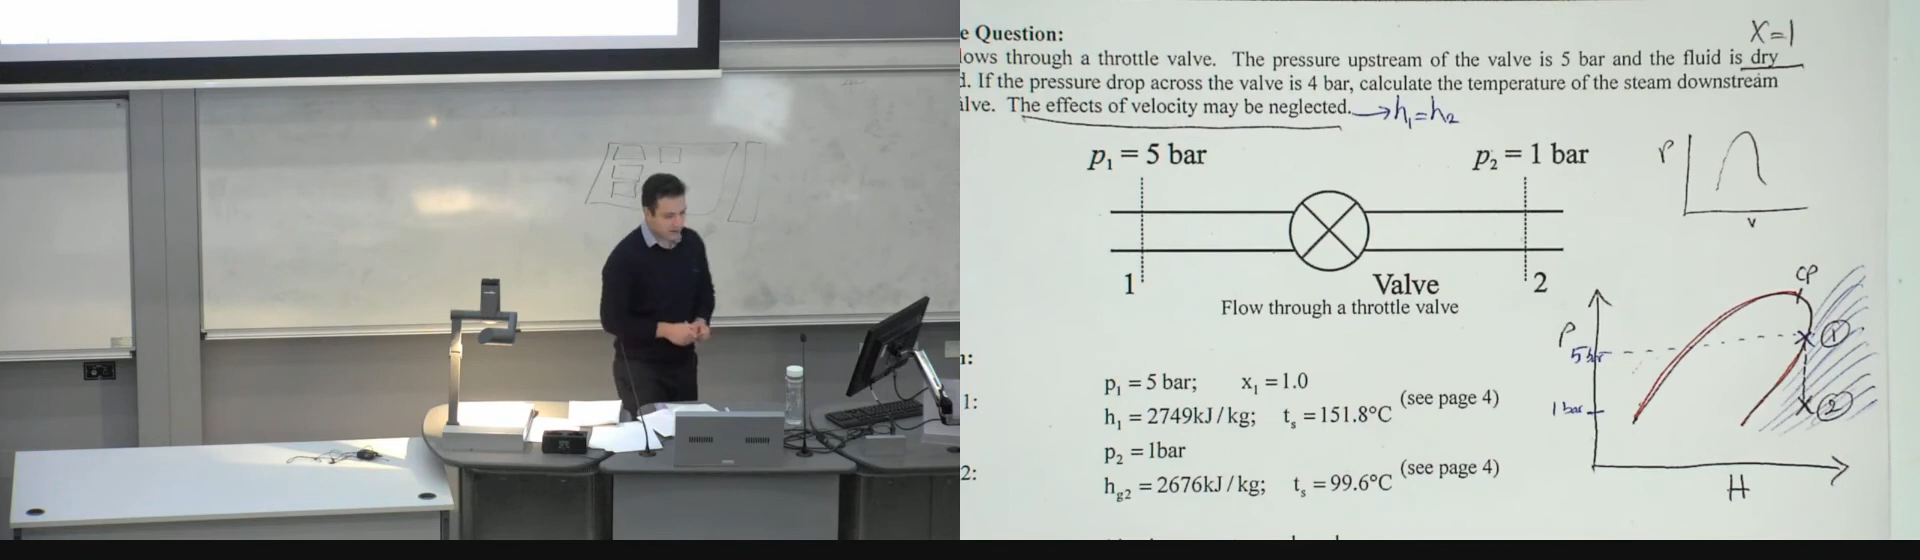 e Question:
X=1
lows through a throttle valve. The pressure upstream of the valve is 5 bar and the fluid is dry
d. If the pressure drop across the valve is 4 bar, calculate the temperature of the steam downstream
alve. The effects of velocity may be neglected. → h₁=h₂
p₁ = 5 bar
p₂ = 1 bar
P
v
1
Valve
2
Flow through a throttle valve
CP
P
5 bar
①
1 bar
②
H
n:
1:
p₁ = 5 bar; x₁ = 1.0
h₁ = 2749kJ/kg; tₛ = 151.8°C (see page 4)
p₂ = 1bar
2:
h_g2 = 2676kJ/kg; tₛ = 99.6°C (see page 4)